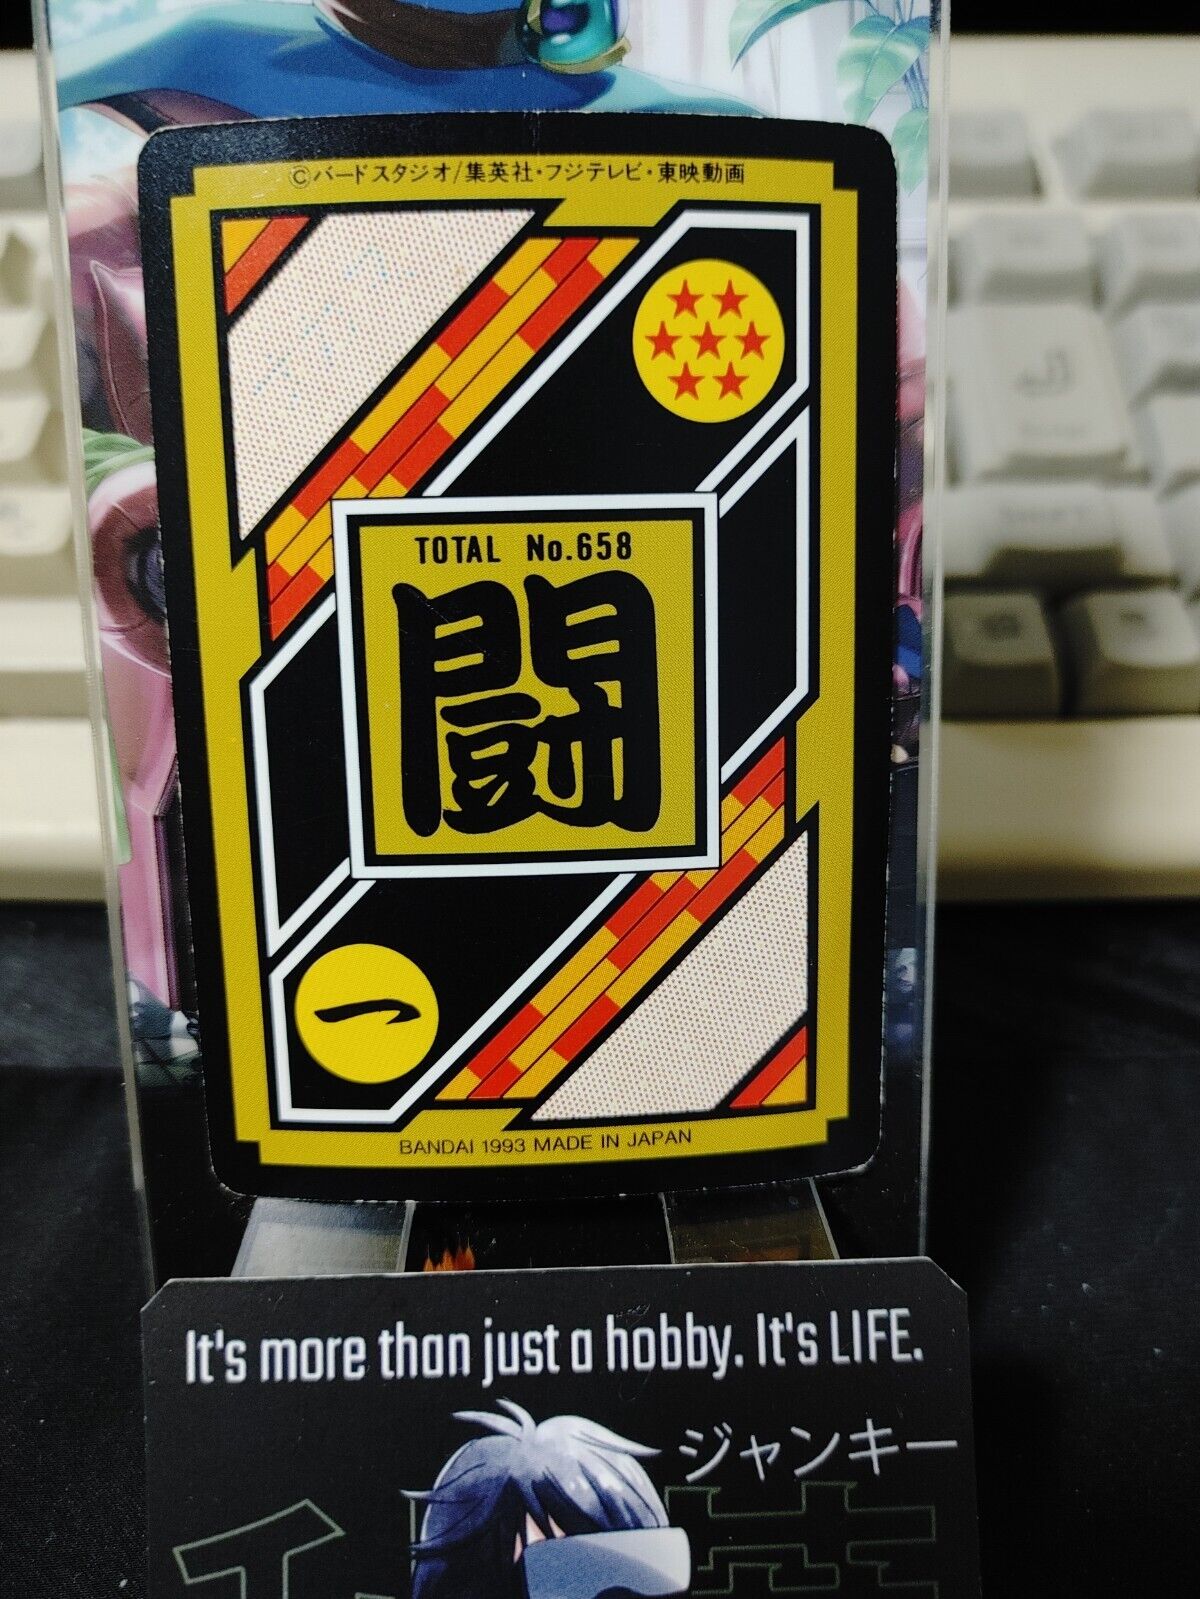 ©バードスタジオ/集英社・フジテレビ・東映動画
TOTAL No.658
闘
一
BANDAI 1993 MADE IN JAPAN
It's more than just a hobby. It's LIFE.
ジャンキー